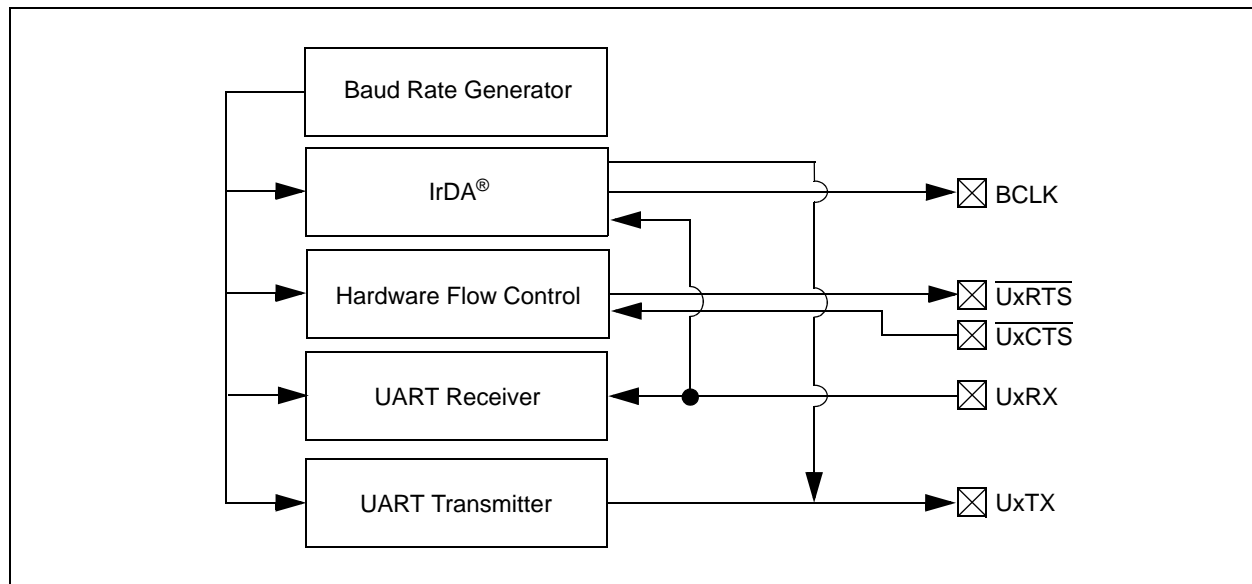 Baud Rate Generator
IrDA®
BCLK
Hardware Flow Control
UxRTS
UxCTS
UART Receiver
UxRX
UART Transmitter
UxTX